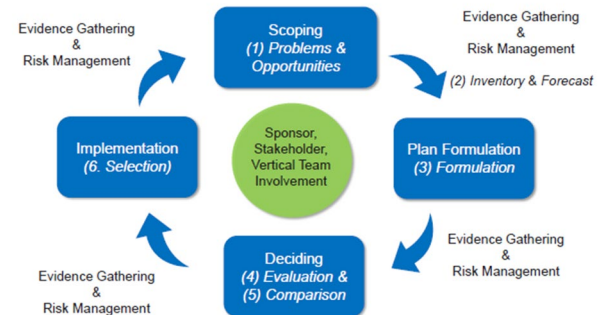 Scoping
(1) Problems &
Opportunities
Evidence Gathering
&
Risk Management
(2) Inventory & Forecast
Plan Formulation
(3) Formulation
Evidence Gathering
&
Risk Management
Deciding
(4) Evaluation &
(5) Comparison
Evidence Gathering
&
Risk Management
Implementation
(6. Selection)
Evidence Gathering
&
Risk Management
Sponsor,
Stakeholder,
Vertical Team
Involvement